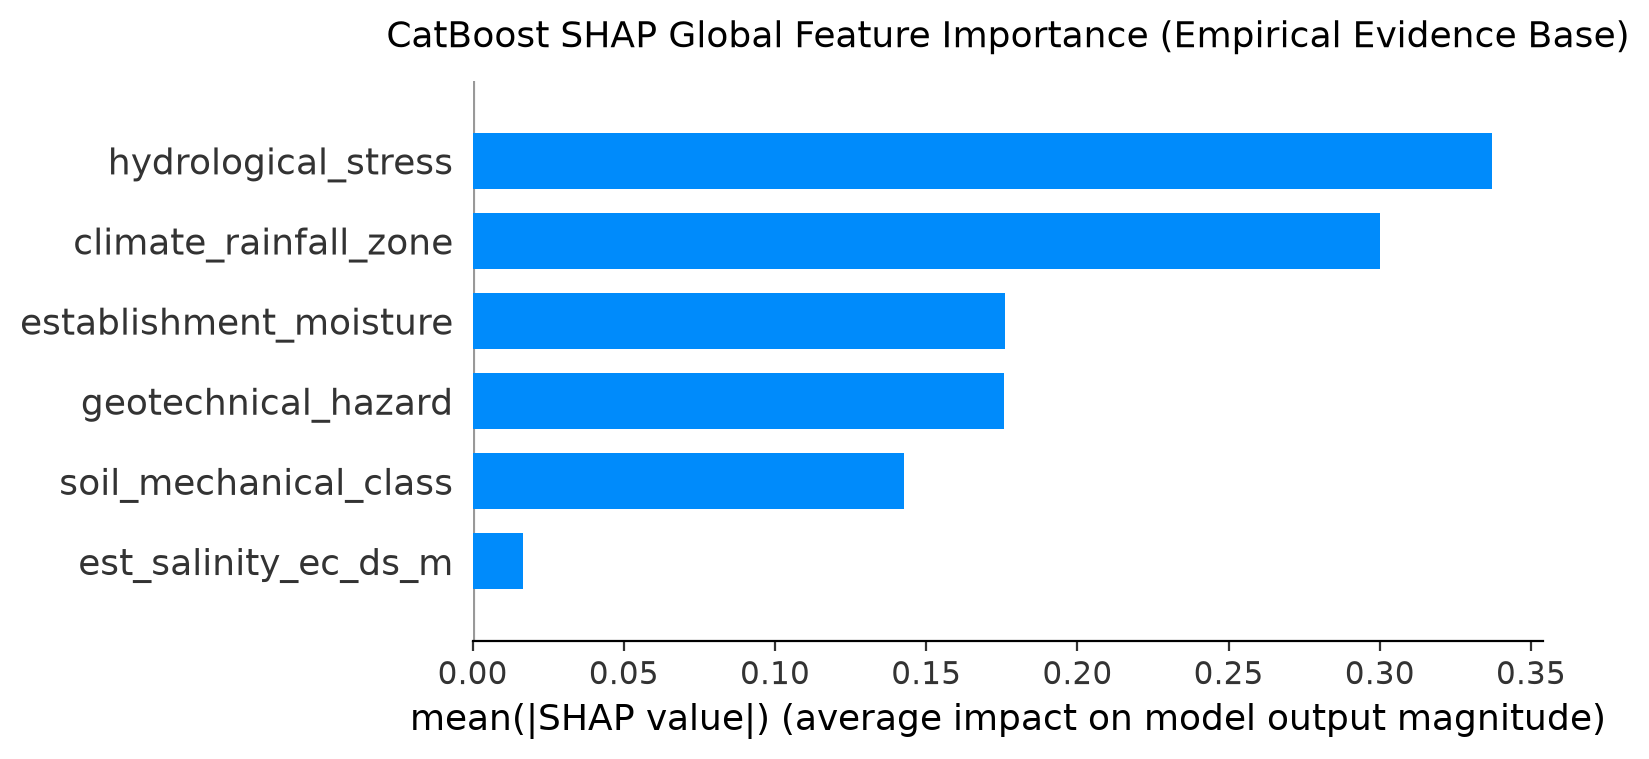 CatBoost SHAP Global Feature Importance (Empirical Evidence Base)
hydrological_stress
climate_rainfall_zone
establishment_moisture
geotechnical_hazard
soil_mechanical_class
est_salinity_ec_ds_m
0.00 0.05 0.10 0.15 0.20 0.25 0.30 0.35
mean(|SHAP value|) (average impact on model output magnitude)